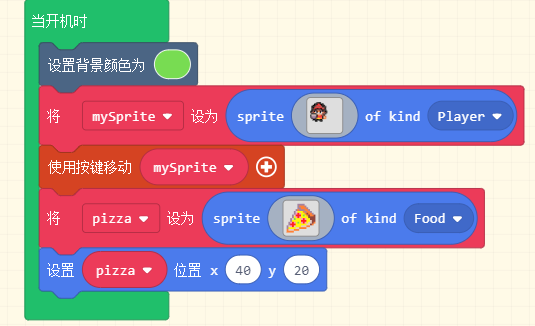 当开机时
设置背景颜色为
将 mySprite 设为 sprite of kind Player
使用按键移动 mySprite
将 pizza 设为 sprite of kind Food
设置 pizza 位置 x 40 y 20